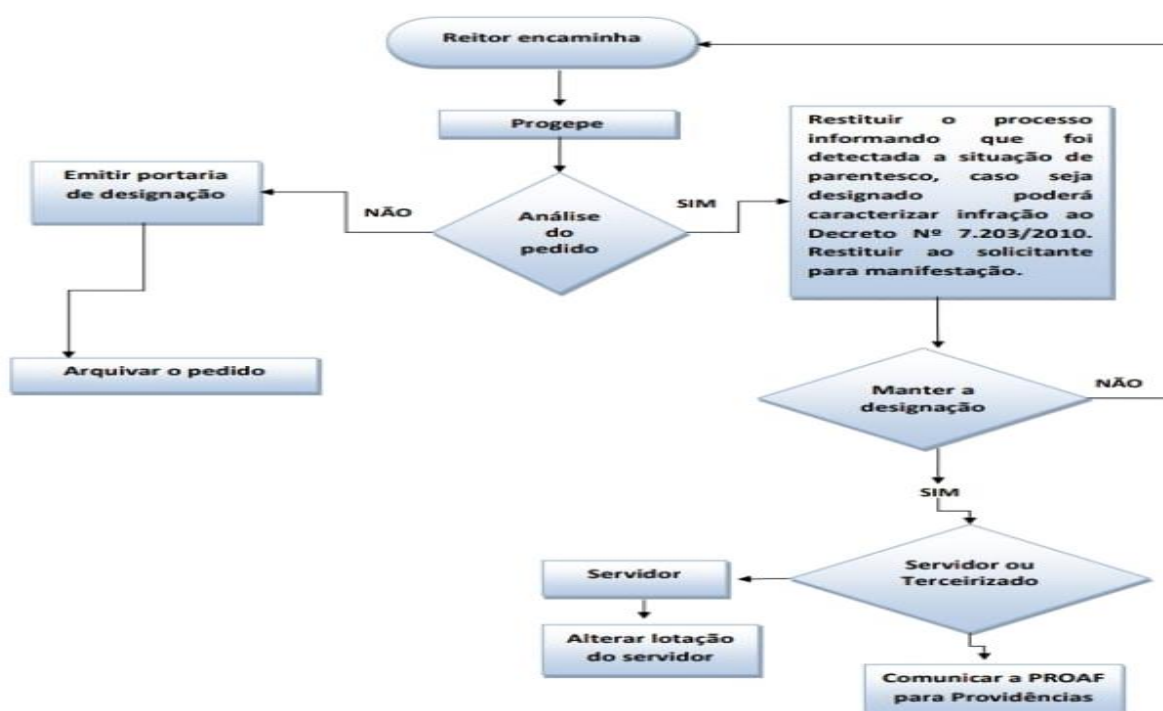 Reitor encaminha
Progepe
Análise
do
pedido
NÃO
Emitir portaria
de designação
Arquivar o pedido
SIM
Restituir o processo
informando que foi
detectada a situação de
parentesco, caso seja
designado poderá
caracterizar infração ao
Decreto Nº 7.203/2010.
Restituir ao solicitante
para manifestação.
Manter a
designação
NÃO
SIM
Servidor ou
Terceirizado
Servidor
Alterar lotação
do servidor
Comunicar a PROAF
para Providências